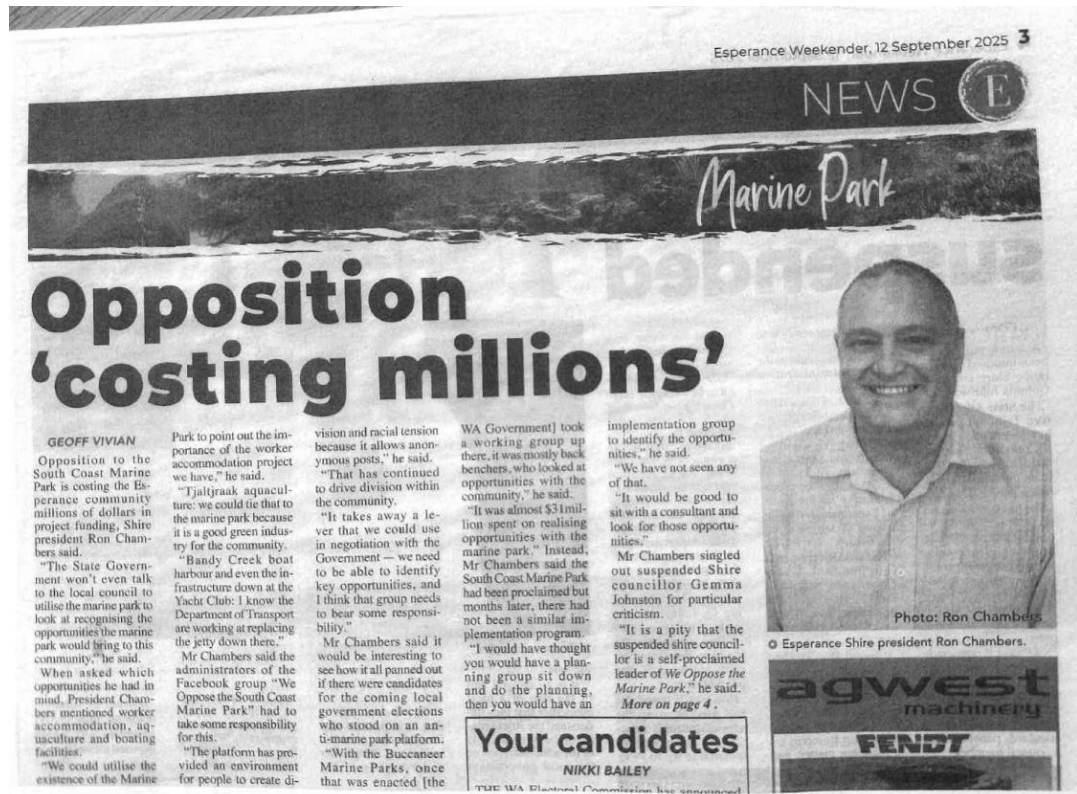 Esperance Weekender, 12 September 2025 3
NEWS E
Marine Park
Opposition
‘costing millions’
GEOFF VIVIAN
Opposition to the
South Coast Marine
Park is costing the Es-
perance community
millions of dollars in
project funding, Shire
president Ron Cham-
bers said.
“The State Govern-
ment won’t even talk
to the local council to
utilise the marine park to
look at recognising the
opportunities the marine
park would bring to this
community,” he said.
When asked which
opportunities he had in
mind, President Cham-
bers mentioned worker
accommodation, aq-
uaculture and boating
facilities.
“We could utilise the
existence of the Marine
Park to point out the im-
portance of the worker
accommodation project
we have,” he said.
“Tjaltjraak aquacul-
ture: we could tie that to
the marine park because
it is a good green indus-
try for the community.
“Bandy Creek boat
harbour and even the in-
frastructure down at the
Yacht Club: I know the
Department of Transport
are working at replacing
the jetty down there.”
Mr Chambers said the
administrators of the
Facebook group “We
Oppose the South Coast
Marine Park” had to
take some responsibility
for this.
“The platform has pro-
vided an environment
for people to create di-
vision and racial tension
because it allows anon-
ymous posts,” he said.
“That has continued
to drive division within
the community.
“It takes away a le-
ver that we could use
in negotiation with the
Government — we need
to be able to identify
key opportunities, and
I think that group needs
to bear some responsi-
bility.”
Mr Chambers said it
would be interesting to
see how it all panned out
if there were candidates
for the coming local
government elections
who stood on an an-
ti-marine park platform.
“With the Buccaneer
Marine Parks, once
that was enacted [the
WA Government] took
a working group up
there, it was mostly back
benchers, who looked at
opportunities with the
community,” he said.
“It was almost $31mil-
lion spent on realising
opportunities with the
marine park.” Instead,
Mr Chambers said the
South Coast Marine Park
had been proclaimed but
months later, there had
not been a similar im-
plementation program.
“I would have thought
you would have a plan-
ning group sit down
and do the planning,
then you would have an
implementation group
to identify the opportu-
nities,” he said.
“We have not seen any
of that.
“It would be good to
sit with a consultant and
look for those opportu-
nities.”
Mr Chambers singled
out suspended Shire
councillor Gemma
Johnston for particular
criticism.
“It is a pity that the
suspended shire council-
lor is a self-proclaimed
leader of We Oppose the
Marine Park,” he said.
More on page 4 .
Photo: Ron Chambers
Esperance Shire president Ron Chambers.
agwest
machinery
FENDT
Your candidates
NIKKI BAILEY
THE WA Electoral Commission has announced